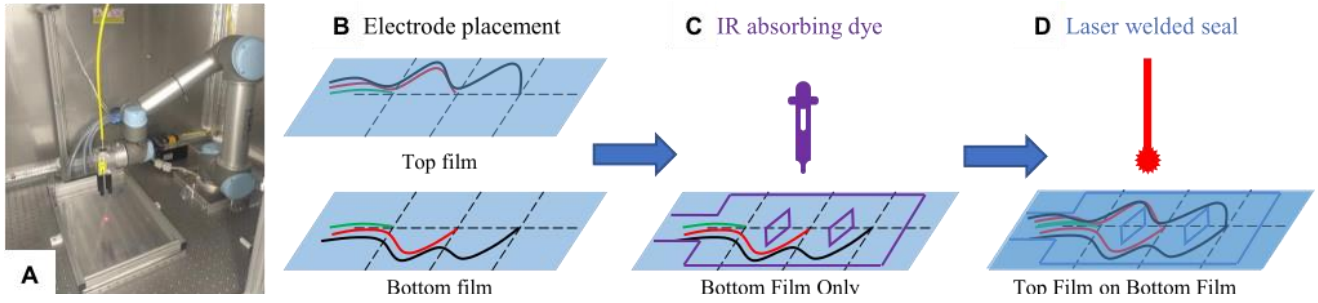 B Electrode placement
C IR absorbing dye
D Laser welded seal
Top film
A
Bottom film
Bottom Film Only
Top Film on Bottom Film